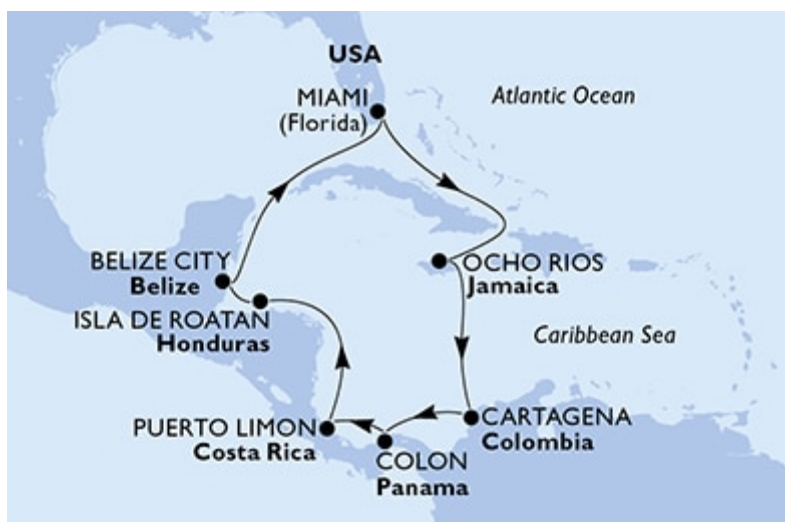 USA
MIAMI
(Florida)
Atlantic Ocean
BELIZE CITY
Belize
OCHO RIOS
Jamaica
ISLA DE ROATAN
Honduras
Caribbean Sea
PUERTO LIMON
Costa Rica
CARTAGENA
Colombia
COLON
Panama